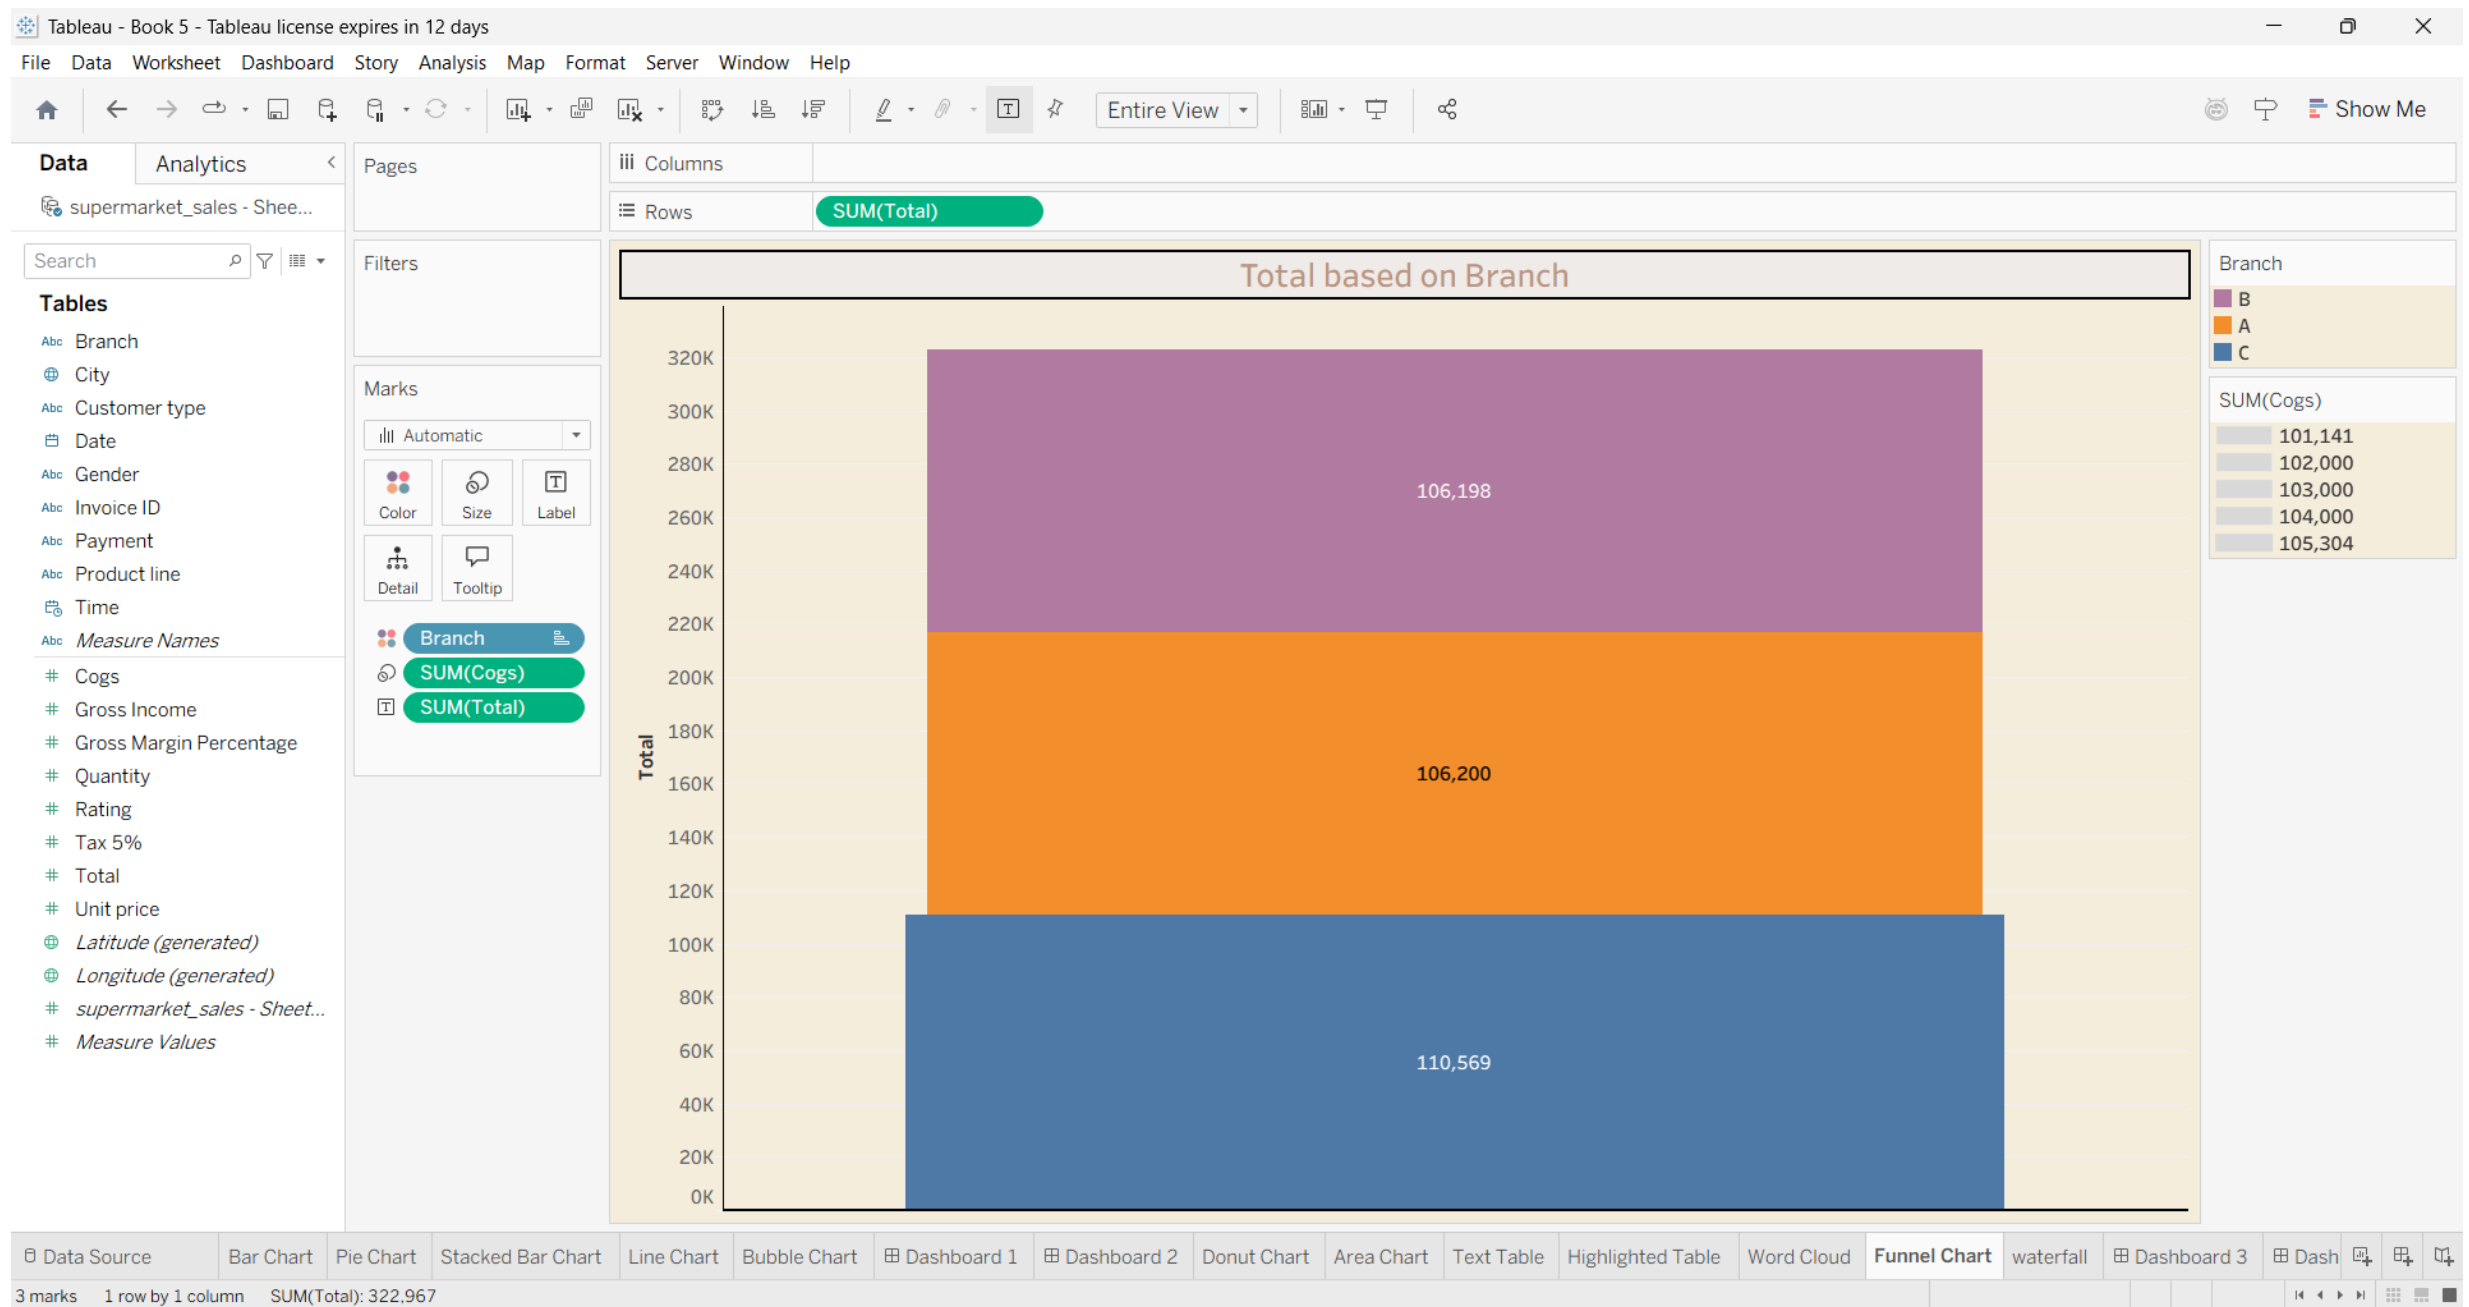 Tableau - Book 5 - Tableau license expires in 12 days
File Data Worksheet Dashboard Story Analysis Map Format Server Window Help
T Entire View Show Me
Data Analytics
supermarket_sales - Shee...
Search
Tables
Abc Branch
City
Abc Customer type
Date
Abc Gender
Abc Invoice ID
Abc Payment
Abc Product line
Time
Abc Measure Names
# Cogs
# Gross Income
# Gross Margin Percentage
# Quantity
# Rating
# Tax 5%
# Total
# Unit price
Latitude (generated)
Longitude (generated)
# supermarket_sales - Sheet...
# Measure Values
Pages
Filters
Marks
Automatic
Color Size T Label
Detail Tooltip
Branch
SUM(Cogs)
T SUM(Total)
Columns
Rows SUM(Total)
Total based on Branch
Total
320K
300K
280K
260K
240K
220K
200K
180K
160K
140K
120K
100K
80K
60K
40K
20K
0K
106,198
106,200
110,569
Branch
B
A
C
SUM(Cogs)
101,141
102,000
103,000
104,000
105,304
Data Source Bar Chart Pie Chart Stacked Bar Chart Line Chart Bubble Chart Dashboard 1 Dashboard 2 Donut Chart Area Chart Text Table Highlighted Table Word Cloud Funnel Chart waterfall Dashboard 3 Dash
3 marks 1 row by 1 column SUM(Total): 322,967